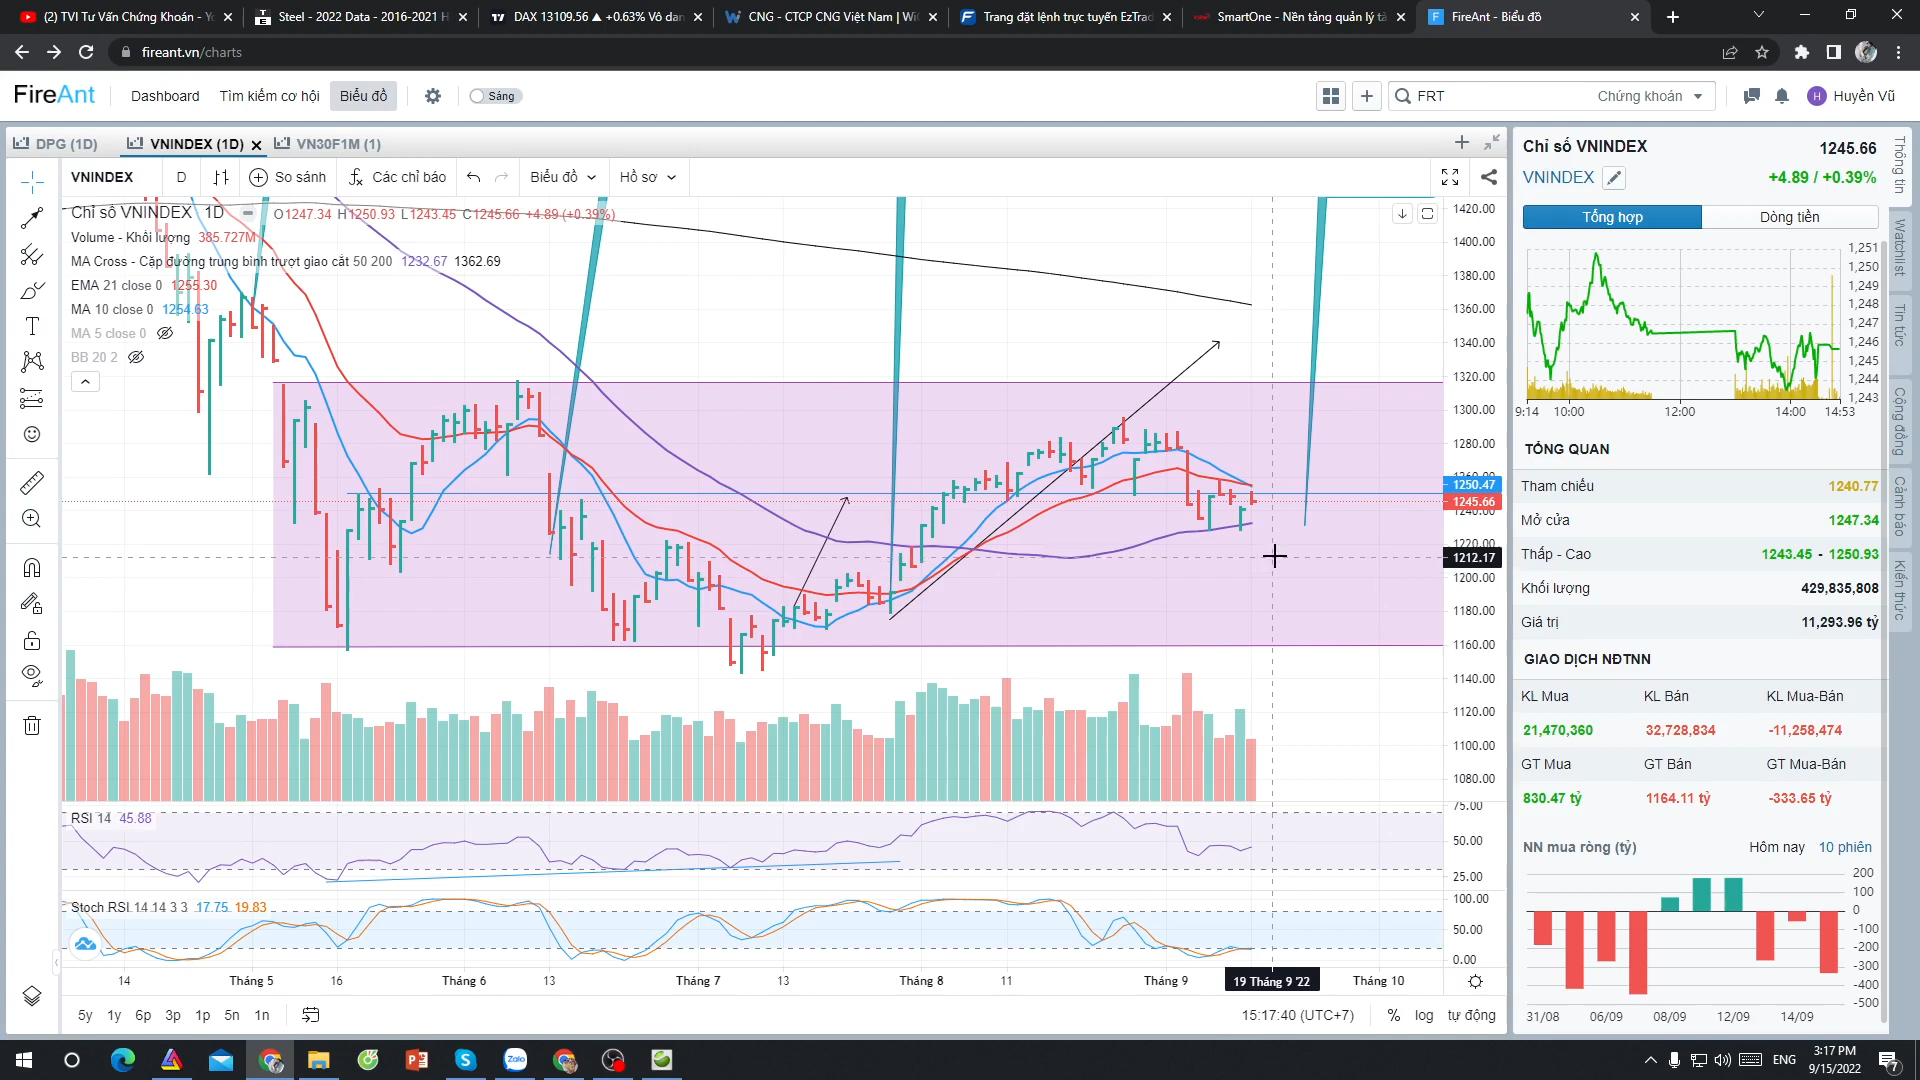 (2) TVI Tư Vấn Chứng Khoán - Yo
Steel - 2022 Data - 2016-2021 H
DAX 13109.56 ▲ +0.63% Vô dan
CNG - CTCP CNG Việt Nam | Wi
Trang đặt lệnh trực tuyến EzTrad
SmartOne - Nền tảng quản lý tà
FireAnt - Biểu đồ
fireant.vn/charts
FireAnt
Dashboard
Tìm kiếm cơ hội
Biểu đồ
Sáng
FRT
Chứng khoán
H
Huyền Vũ
DPG (1D)
VNINDEX (1D)
VN30F1M (1)
VNINDEX
D
So sánh
Các chỉ báo
Biểu đồ
Hồ sơ
Chỉ số VNINDEX 1D
O1247.34 H1250.93 L1243.45 C1245.66 +4.89 (+0.39%)
Volume - Khối lượng 385.727M
MA Cross - Cặp đường trung bình trượt giao cắt 50 200 1232.67 1362.69
EMA 21 close 0 1255.30
MA 10 close 0 1254.63
MA 5 close 0
BB 20 2
1420.00
1400.00
1380.00
1360.00
1340.00
1320.00
1300.00
1280.00
1260.00
1250.47
1245.66
1240.00
1220.00
1212.17
1200.00
1180.00
1160.00
1140.00
1120.00
1100.00
1080.00
RSI 14 45.88
75.00
50.00
25.00
Stoch RSI 14 14 3 3 17.75 19.83
100.00
50.00
0.00
14
Tháng 5
16
Tháng 6
13
Tháng 7
13
Tháng 8
11
Tháng 9
19 Tháng 9 '22
Tháng 10
5y 1y 6p 3p 1p 5n 1n
15:17:40 (UTC+7)
% log tự động
Chỉ số VNINDEX
1245.66
VNINDEX
+4.89 / +0.39%
Tổng hợp
Dòng tiền
1,251
1,250
1,249
1,248
1,247
1,246
1,245
1,244
1,243
9:14 10:00 12:00 14:00 14:53
TỔNG QUAN
Tham chiếu 1240.77
Mở cửa 1247.34
Thấp - Cao 1243.45 - 1250.93
Khối lượng 429,835,808
Giá trị 11,293.96 tỷ
GIAO DỊCH NĐTNN
KL Mua KL Bán KL Mua-Bán
21,470,360 32,728,834 -11,258,474
GT Mua GT Bán GT Mua-Bán
830.47 tỷ 1164.11 tỷ -333.65 tỷ
NN mua ròng (tỷ) Hôm nay 10 phiên
200
100
0
-100
-200
-300
-400
-500
31/08 06/09 08/09 12/09 14/09
Thông tin
Watchlist
Tin tức
Cộng đồng
Cảnh báo
Kiến thức
Zalo
ENG
3:17 PM
9/15/2022
7